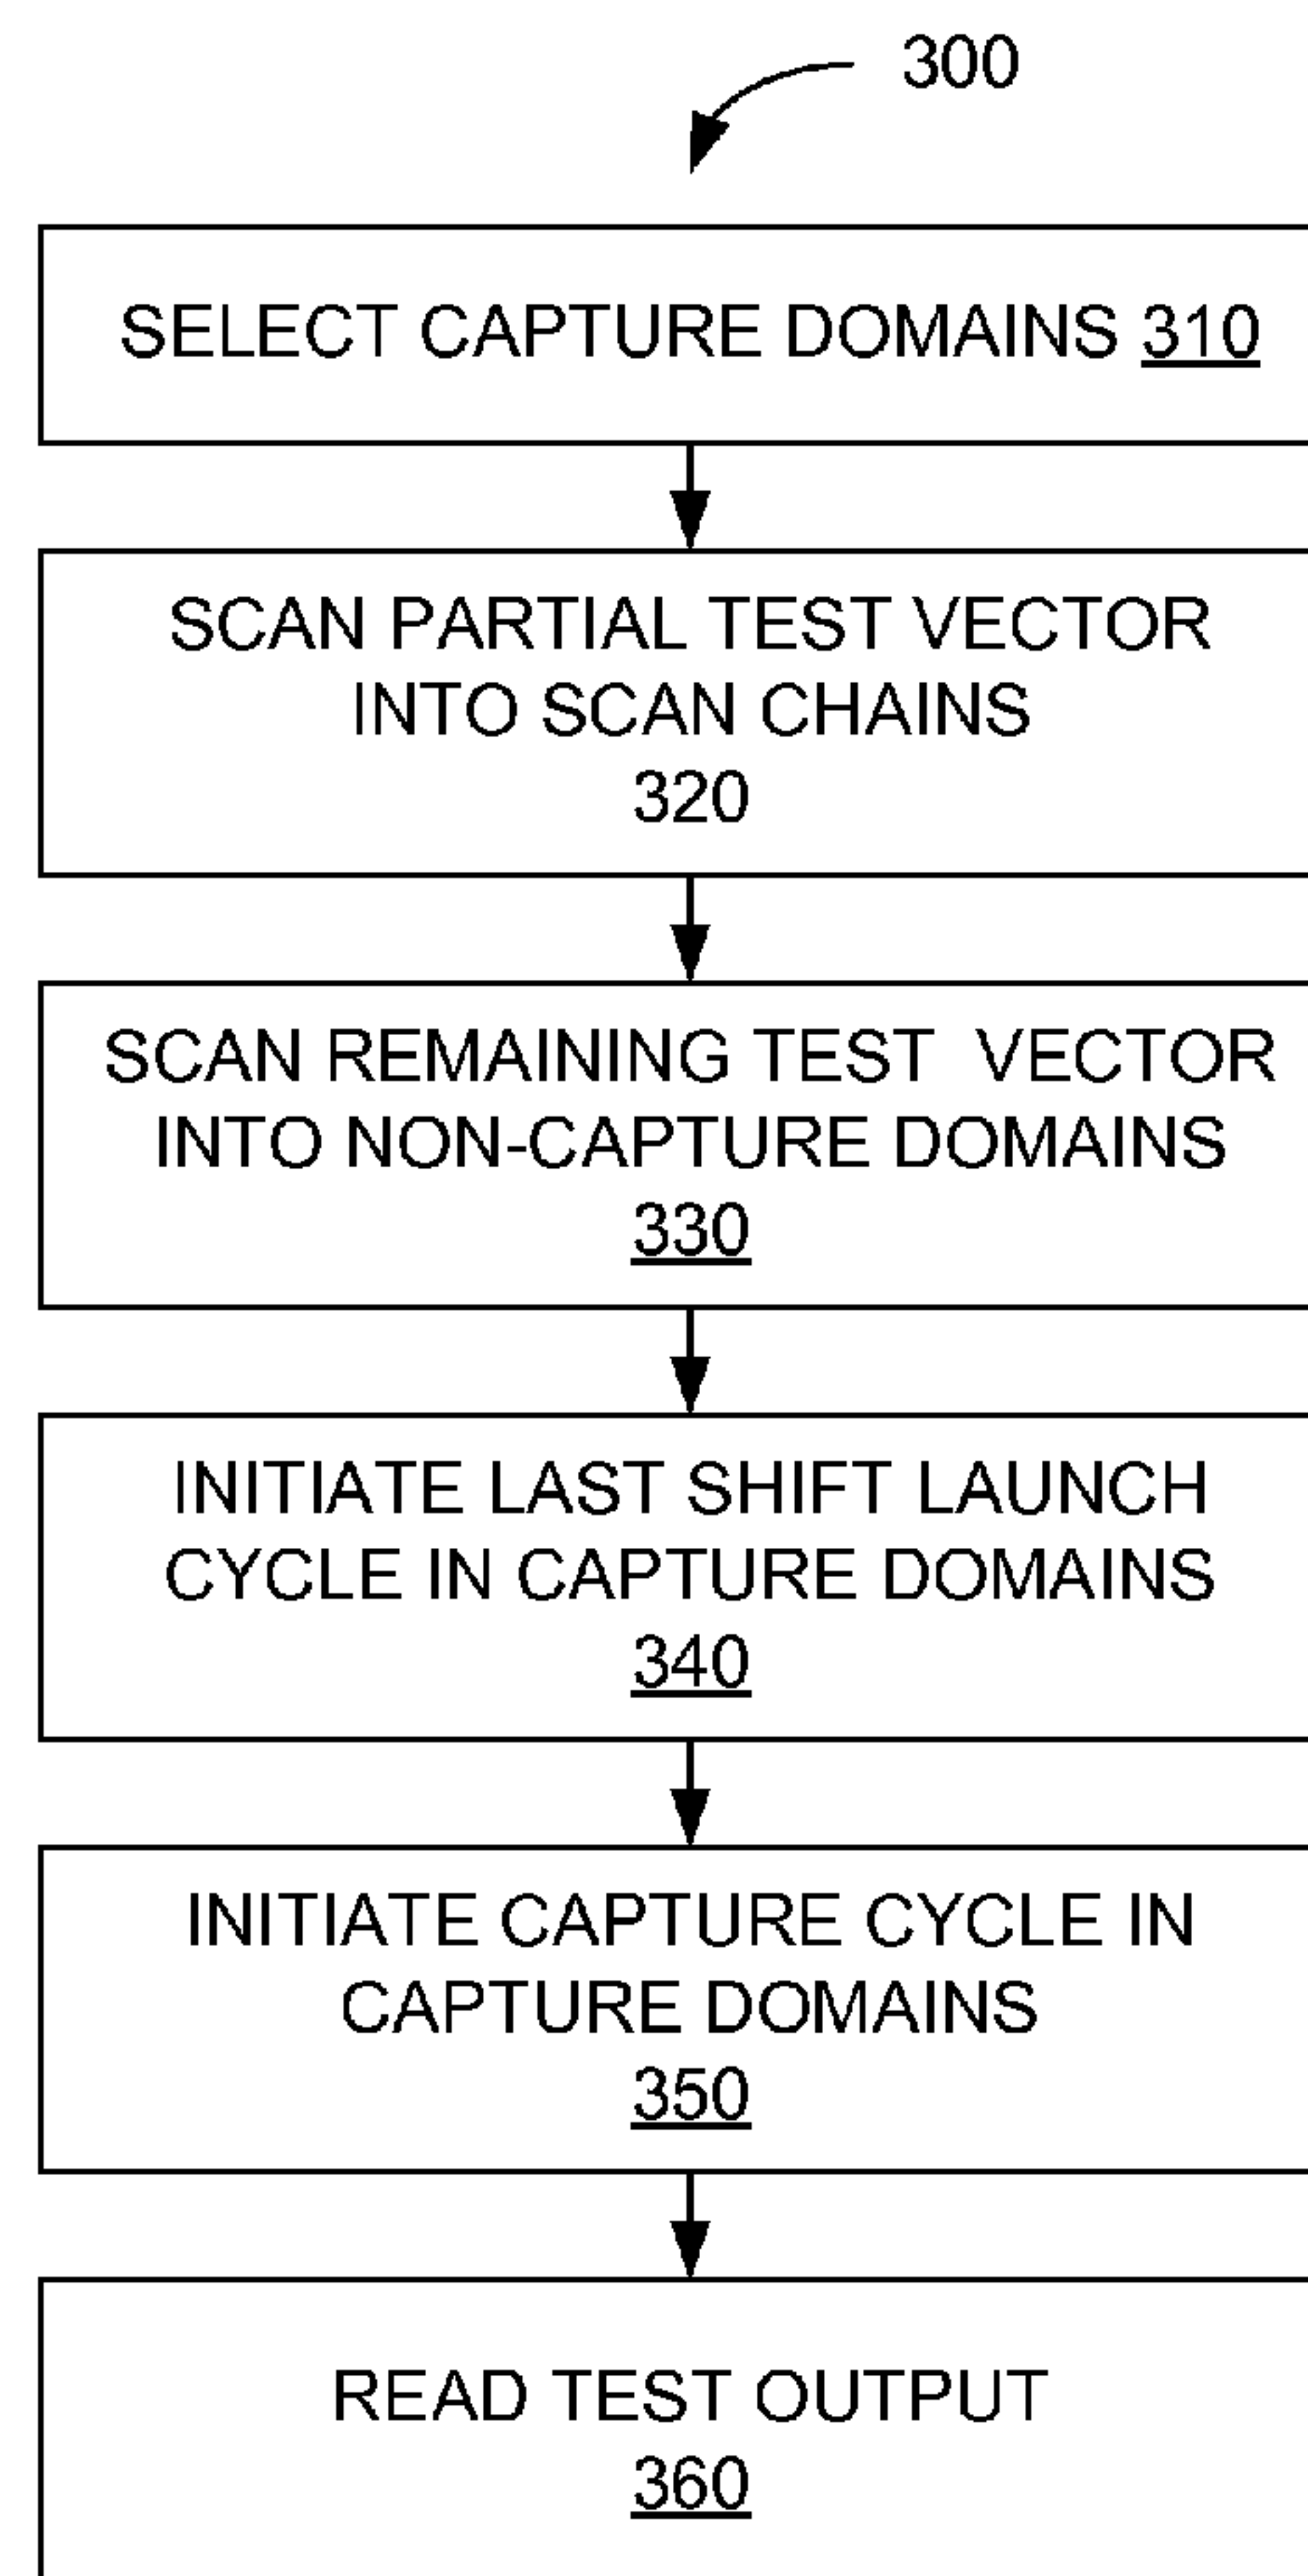 300
SELECT CAPTURE DOMAINS 310
SCAN PARTIAL TEST VECTOR
INTO SCAN CHAINS
320
SCAN REMAINING TEST VECTOR
INTO NON-CAPTURE DOMAINS
330
INITIATE LAST SHIFT LAUNCH
CYCLE IN CAPTURE DOMAINS
340
INITIATE CAPTURE CYCLE IN
CAPTURE DOMAINS
350
READ TEST OUTPUT
360